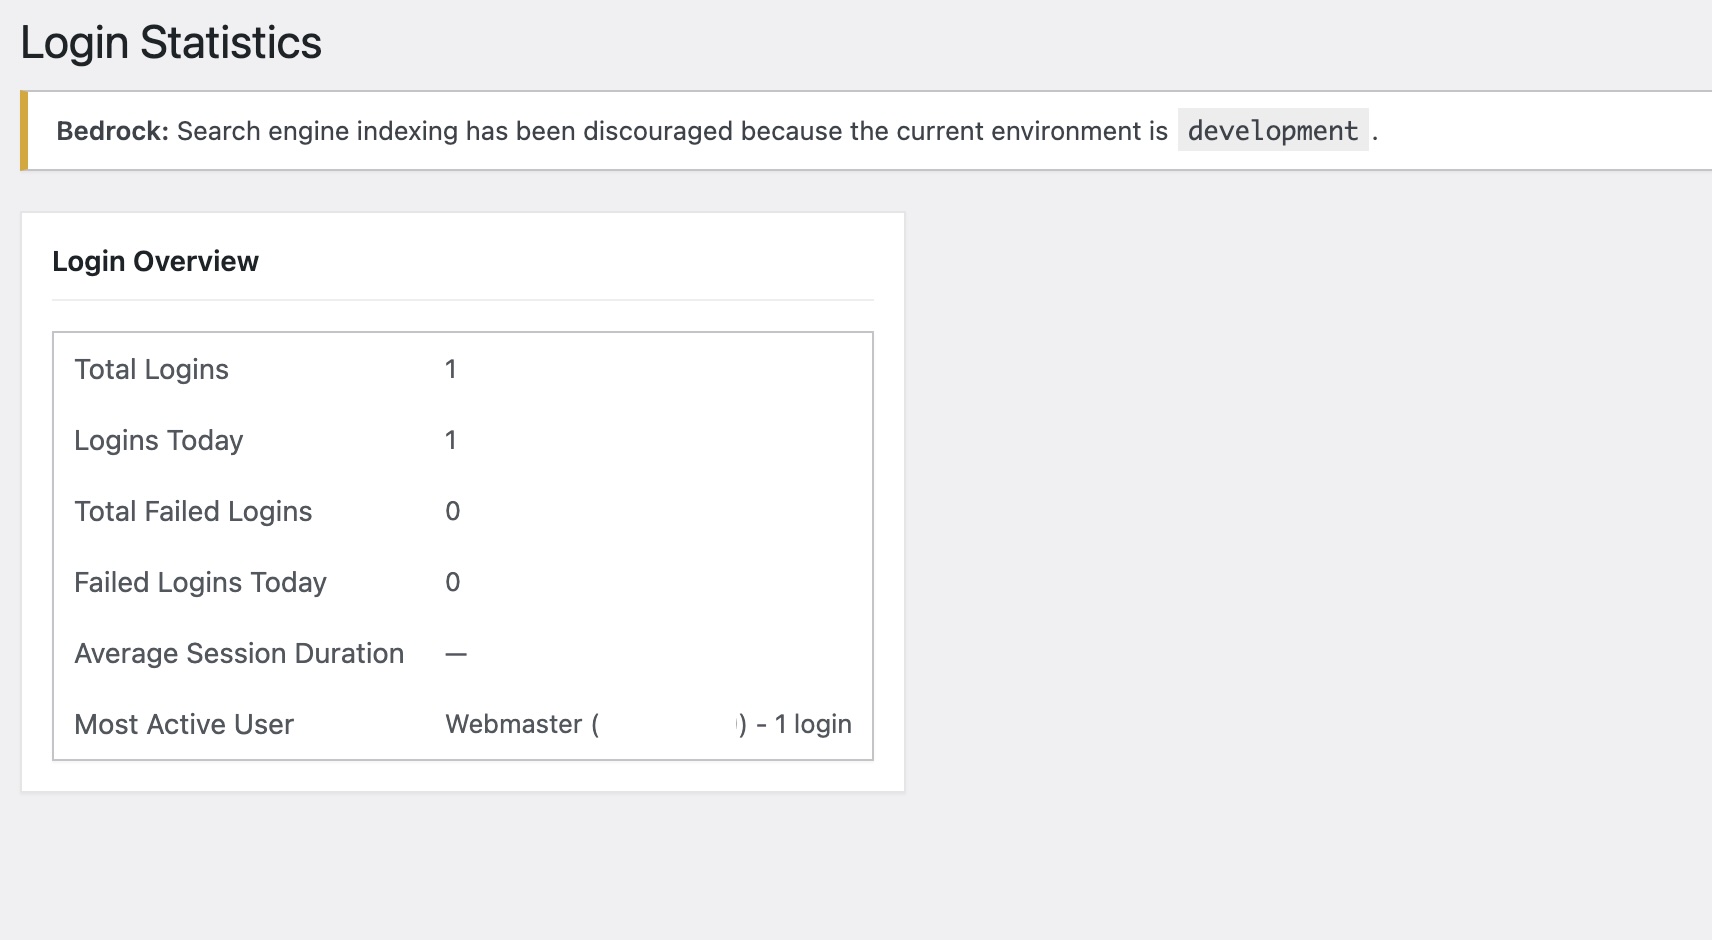 Login Statistics
Bedrock: Search engine indexing has been discouraged because the current environment is development .
Login Overview
Total Logins 1
Logins Today 1
Total Failed Logins 0
Failed Logins Today 0
Average Session Duration —
Most Active User Webmaster ( ) - 1 login